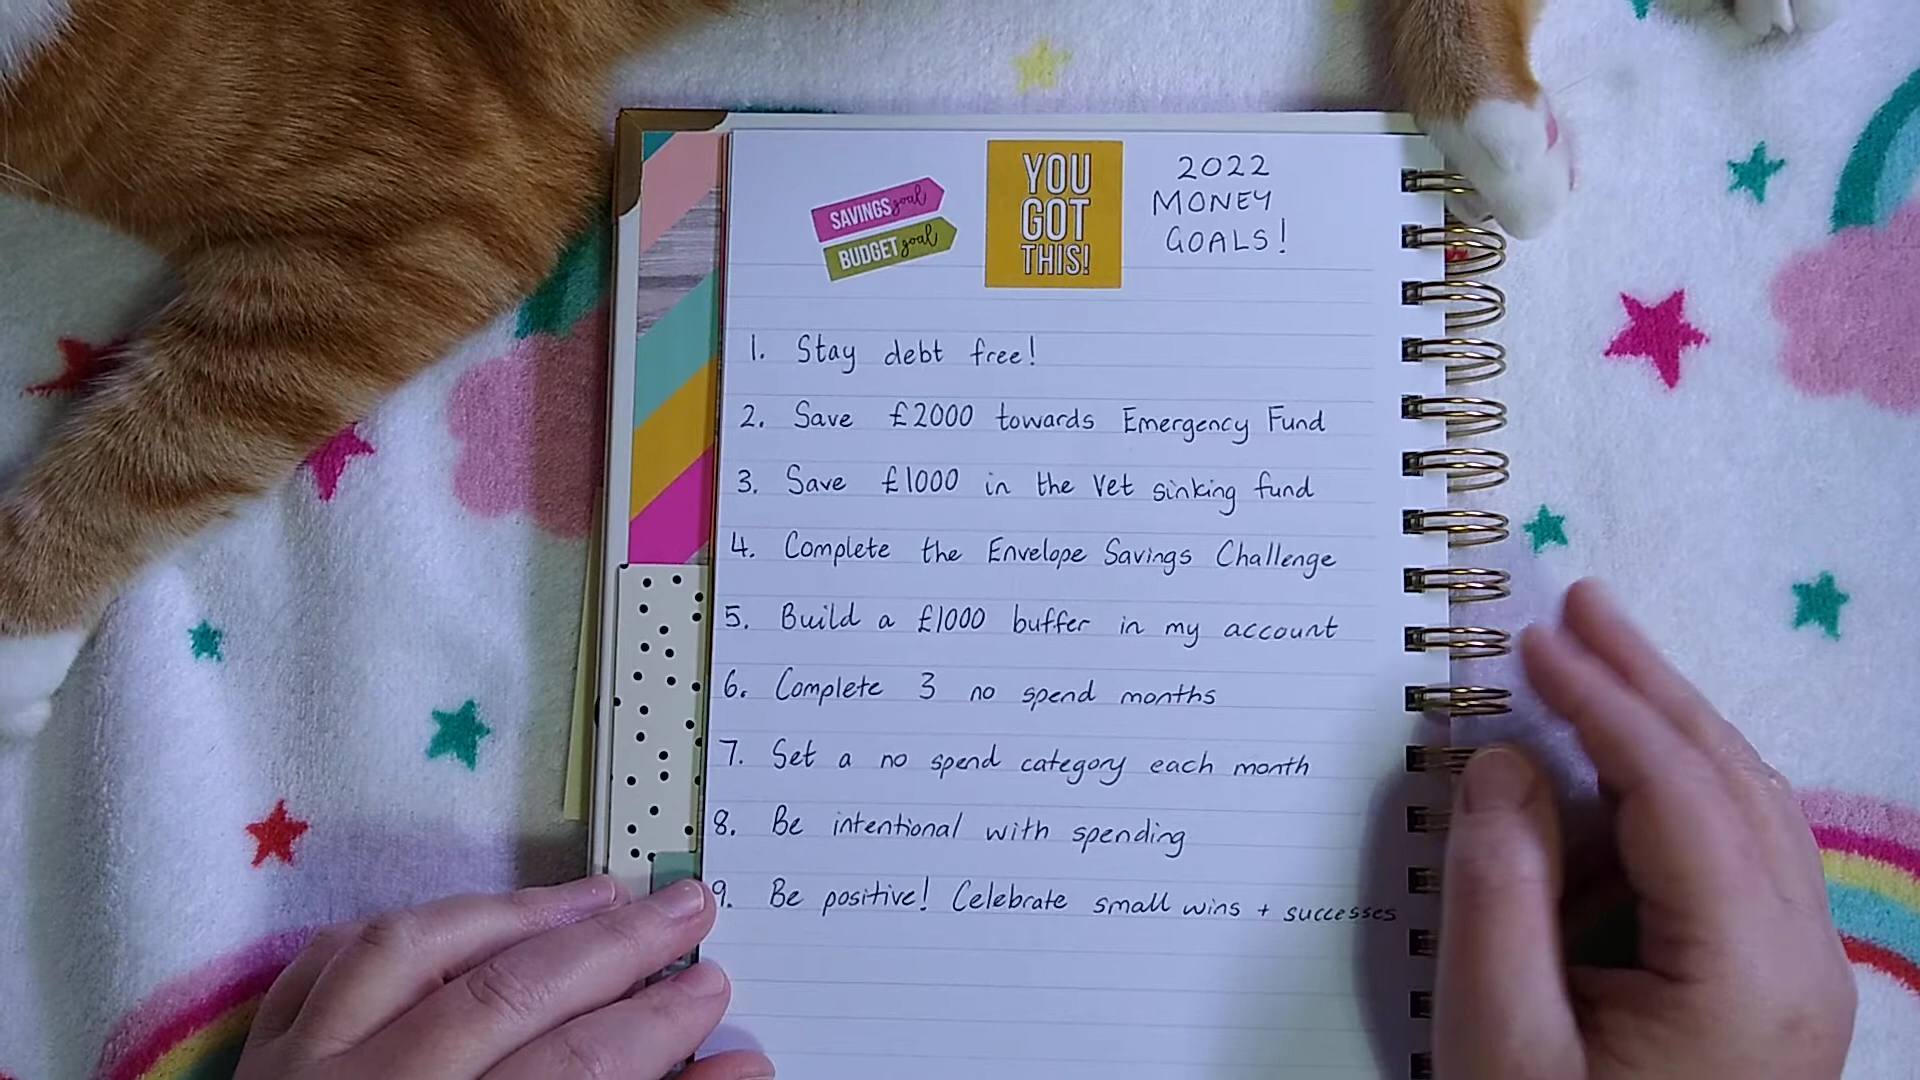 SAVINGS goal
BUDGET goal
YOU
GOT
THIS!
2022
MONEY
GOALS!
1. Stay debt free!
2. Save £2000 towards Emergency Fund
3. Save £1000 in the Vet sinking fund
4. Complete the Envelope Savings Challenge
5. Build a £1000 buffer in my account
6. Complete 3 no spend months
7. Set a no spend category each month
8. Be intentional with spending
9. Be positive! Celebrate small wins + successes